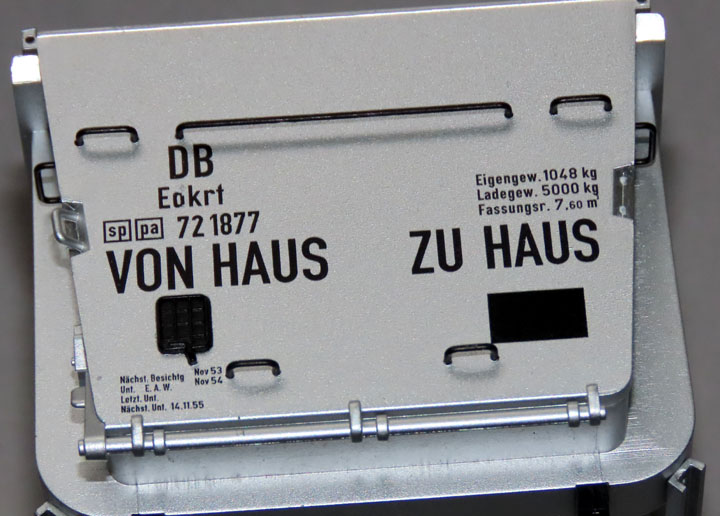 DB
Eokrt
sp pa 72 1877
VON HAUS ZU HAUS
Eigengew. 1048 kg
Ladegew. 5000 kg
Fassungsr. 7,60 m³
Nächst. Besichtg Nov 53
Unt. E. A. W. Nov 54
Letzt. Unt.
Nächst. Unt. 14.11.55